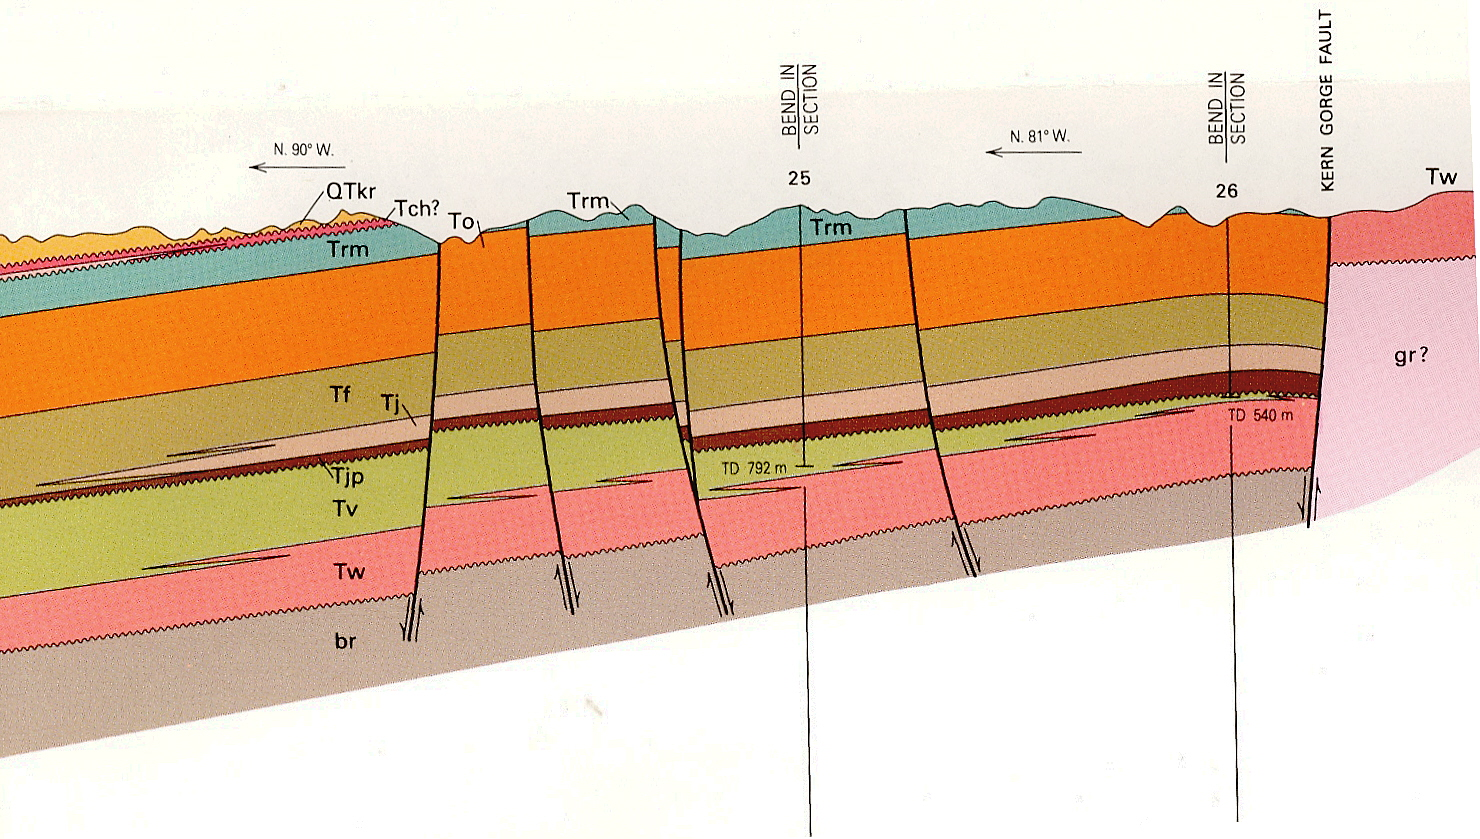 KERN GORGE FAULT
BEND IN
SECTION
BEND IN
SECTION
N. 90° W.
N. 81° W.
25
26
Tw
QTkr
Tch?
To
Trm
Trm
Trm
gr?
Tf
Tj
TD 540 m
TD 792 m
Tjp
Tv
Tw
br